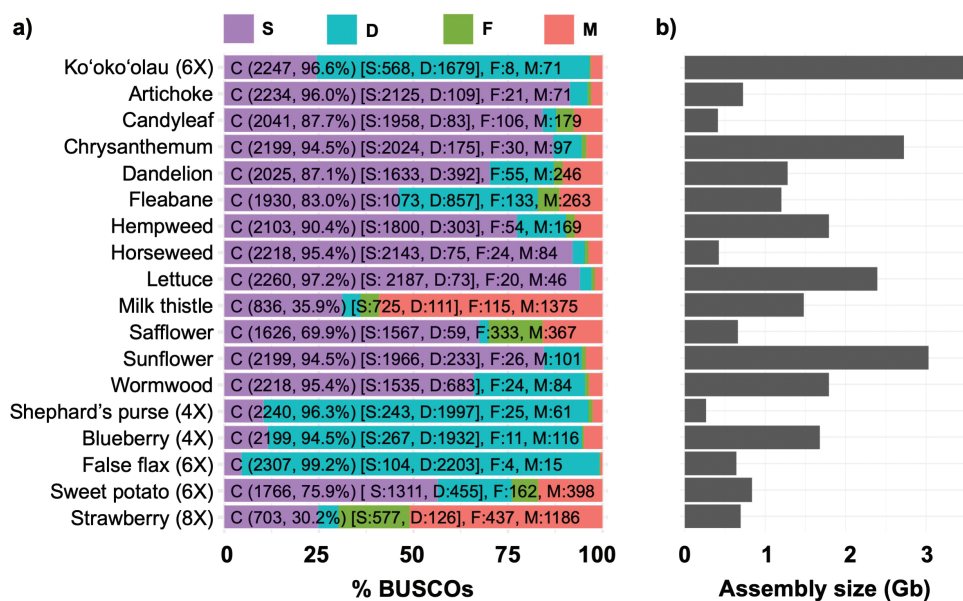 a) S D F M b)
Koʻokoʻolau (6X) C (2247, 96.6%) [S:568, D:1679], F:8, M:71
Artichoke C (2234, 96.0%) [S:2125, D:109], F:21, M:71
Candyleaf C (2041, 87.7%) [S:1958, D:83], F:106, M:179
Chrysanthemum C (2199, 94.5%) [S:2024, D:175], F:30, M:97
Dandelion C (2025, 87.1%) [S:1633, D:392], F:55, M:246
Fleabane C (1930, 83.0%) [S:1073, D:857], F:133, M:263
Hempweed C (2103, 90.4%) [S:1800, D:303], F:54, M:169
Horseweed C (2218, 95.4%) [S:2143, D:75, F:24, M:84
Lettuce C (2260, 97.2%) [S: 2187, D:73], F:20, M:46
Milk thistle C (836, 35.9%) [S:725, D:111], F:115, M:1375
Safflower C (1626, 69.9%) [S:1567, D:59, F:333, M:367
Sunflower C (2199, 94.5%) [S:1966, D:233], F:26, M:101
Wormwood C (2218, 95.4%) [S:1535, D:683], F:24, M:84
Shephard's purse (4X) C (2240, 96.3%) [S:243, D:1997], F:25, M:61
Blueberry (4X) C (2199, 94.5%) [S:267, D:1932], F:11, M:116
False flax (6X) C (2307, 99.2%) [S:104, D:2203], F:4, M:15
Sweet potato (6X) C (1766, 75.9%) [ S:1311, D:455], F:162, M:398
Strawberry (8X) C (703, 30.2%) [S:577, D:126], F:437, M:1186
0 25 50 75 100 0 1 2 3
% BUSCOs Assembly size (Gb)